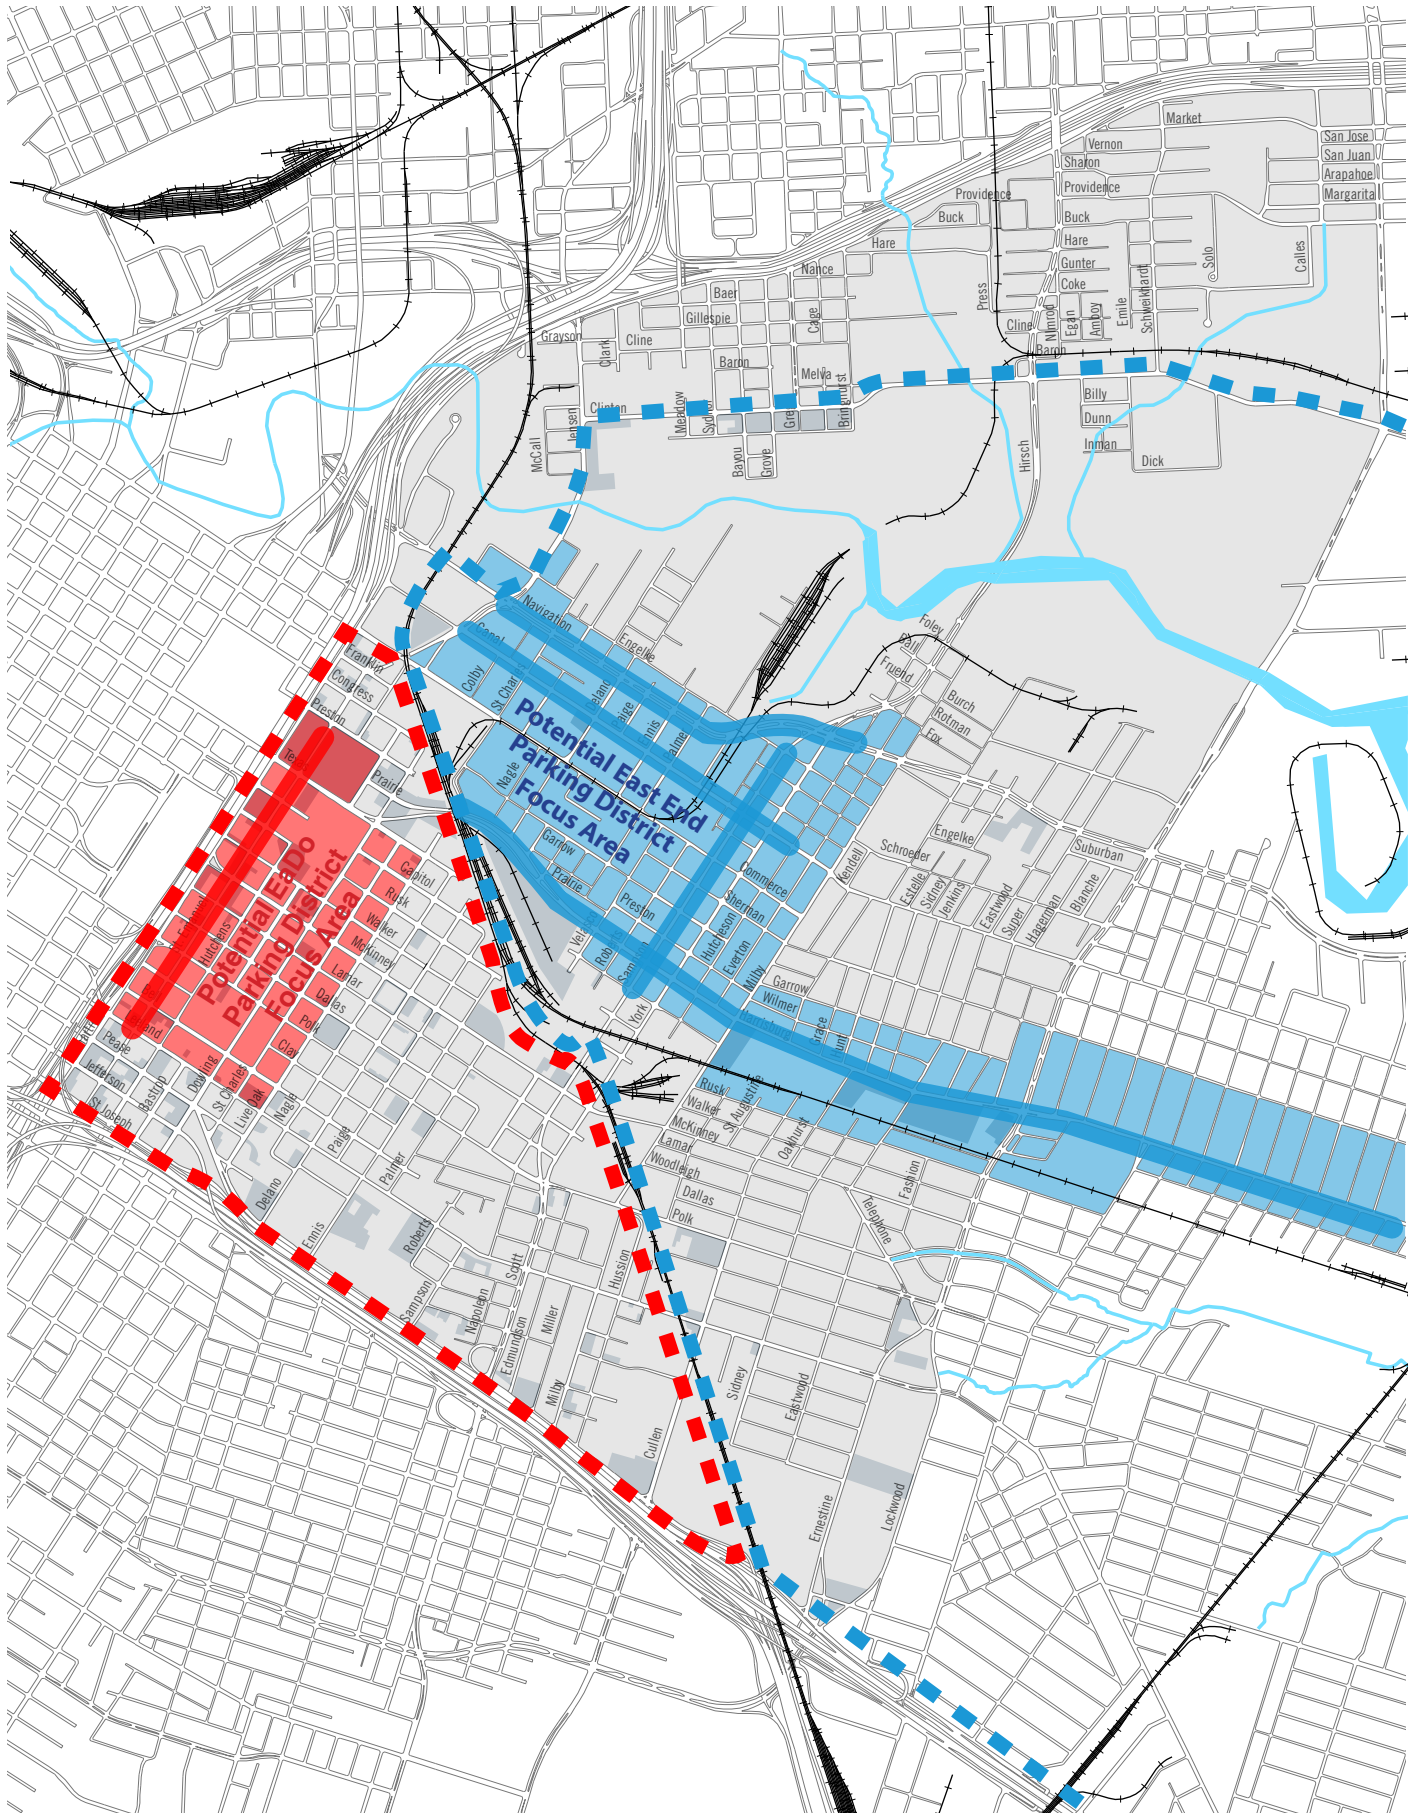 Market
San Jose
Vernon
San Juan
Sharon
Arapahoe
Providence
Providence
Margarita
Buck
Buck
Hare
Hare
Solo
Calles
Gunter
Nance
Coke
Press
Baer
Schweikhardt
Emile
Amboy
Egan
Nimrod
Cage
Gillespie
Cline
Grayson
Cline
Clark
Baron
Baron
Melva
Billy
Clinton
Meadow
Bringhurst
Jensen
Dunn
McCall
Inman
Hirsch
Dick
Bayou
Grove
Navigation
Foley
Canal
Engelke
Fruend
Franklin
Colby
St Charles
Congress
Burch
Preston
Rotman
Fox
Potential East End
Parking District
Focus Area
Nagle
Prairie
Engelke
Garrow
Schroeder
Suburban
Capitol
Prairie
Commerce
Kendell
Potential EaDo
Parking District
Focus Area
Rusk
Preston
Sherman
Estelle
Sidney
Jenkins
Eastwood
Super
Hagerman
Blanche
Walker
Hutcheson
Everton
McKinney
Hutchens
Lamar
Milby
Garrow
Dallas
Wilmer
York
Polk
Harrisburg
Grace
Clay
Pease
Jefferson
Bastrop
Dowling
St Charles
Live Oak
Nagle
St Joseph
Rusk
Walker
St Augustine
McKinney
Oakhurst
Lamar
Paige
Woodleigh
Palmer
Fashion
Delano
Dallas
Polk
Telephone
Ennis
Roberts
Scott
Hussion
Sampson
Napoleon
Miller
Edmundson
Milby
Sidney
Eastwood
Cullen
Ernestine
Lockwood